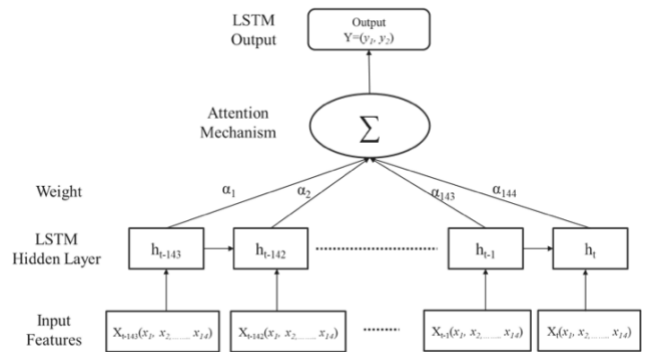 LSTM
Output
Output
Y=(y₁, y₂)
Attention
Mechanism
Σ
Weight
α₁
α₂
α₁₄₃
α₁₄₄
LSTM
Hidden Layer
hₜ₋₁₄₃
hₜ₋₁₄₂
hₜ₋₁
hₜ
Input
Features
Xₜ₋₁₄₃(x₁, x₂,...... x₁₄)
Xₜ₋₁₄₂(x₁, x₂,...... x₁₄)
Xₜ₋₁(x₁, x₂,...... x₁₄)
Xₜ(x₁, x₂,...... x₁₄)